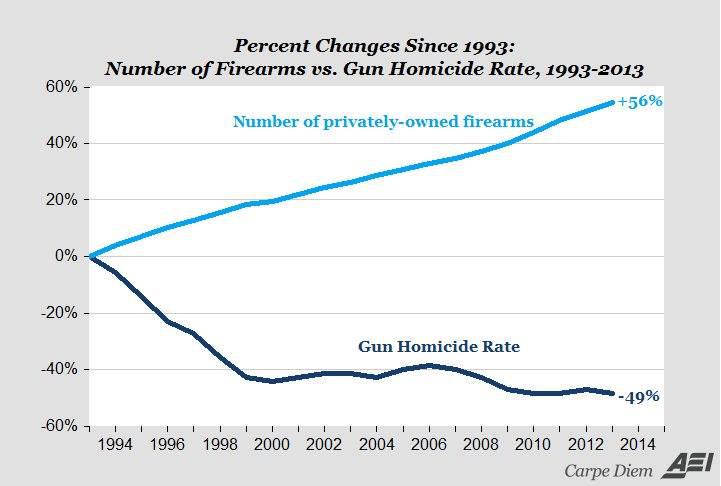 Percent Changes Since 1993:
Number of Firearms vs. Gun Homicide Rate, 1993-2013
60%
+56%
Number of privately-owned firearms
40%
20%
0%
-20%
Gun Homicide Rate
-40%
-49%
-60%
1994 1996 1998 2000 2002 2004 2006 2008 2010 2012 2014
Carpe Diem AEI